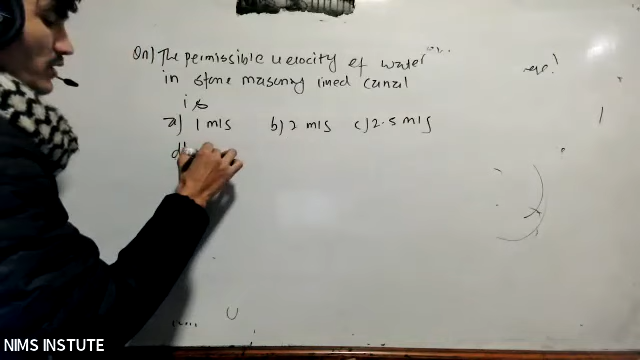 Qn) The permissible velocity of water
in stone masonry lined canal
is
a) 1 m/s b) 2 m/s c) 2.5 m/s
d)
NIMS INSTUTE